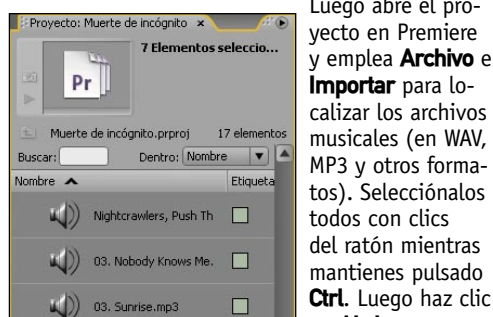 Proyecto: Muerte de incógnito x
7 Elementos seleccio...
Pr
Muerte de incógnito.prproj 17 elementos
Buscar: Dentro: Nombre
Nombre Etiqueta
Nightcrawlers, Push Th
03. Nobody Knows Me.
03. Sunrise.mp3
Luego abre el pro-
yecto en Premiere
y emplea Archivo e
Importar para lo-
calizar los archivos
musicales (en WAV,
MP3 y otros forma-
tos). Selecciónalos
todos con clics
del ratón mientras
mantienes pulsado
Ctrl. Luego haz clic